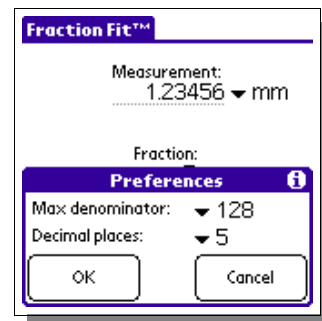 Fraction Fit™
Measurement:
1.23456 mm
Fraction:
Preferences
Max denominator: 128
Decimal places: 5
OK Cancel